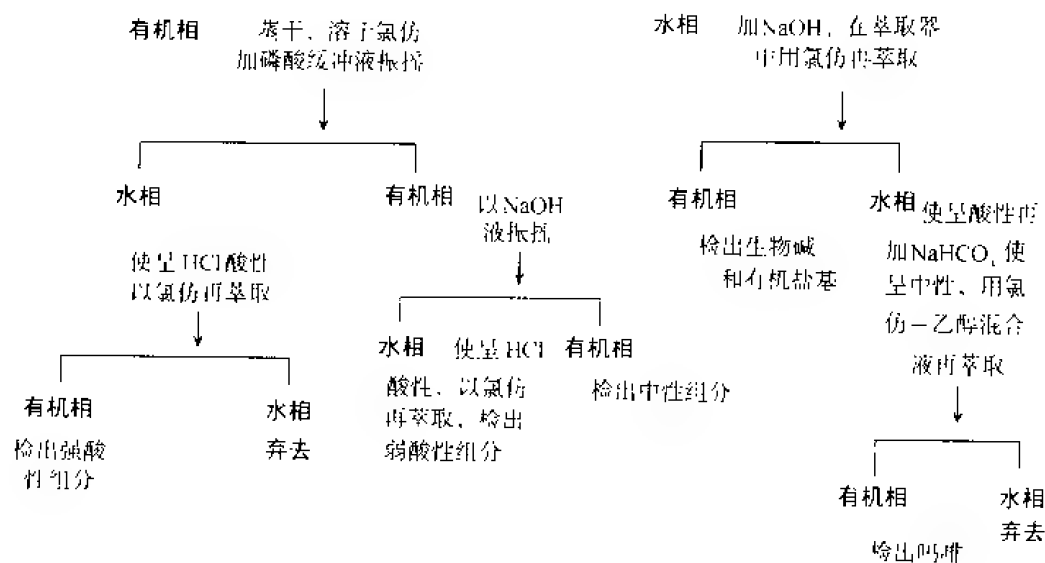 有机相 蒸干、溶于氯仿
加磷酸缓冲液振摇
水相 加NaOH，在萃取器
中用氯仿再萃取
水相
有机相
以NaOH
液振摇
使呈HCl酸性
以氯仿再萃取
有机相
检出强酸
性组分
水相
弃去
水相 使呈HCl
酸性、以氯仿
再萃取、检出
弱酸性组分
有机相
检出中性组分
有机相
检出生物碱
和有机盐基
水相 使呈酸性再
加NaHCO₃使
呈中性、用氯
仿－乙醇混合
液再萃取
有机相
检出吗啡
水相
弃去